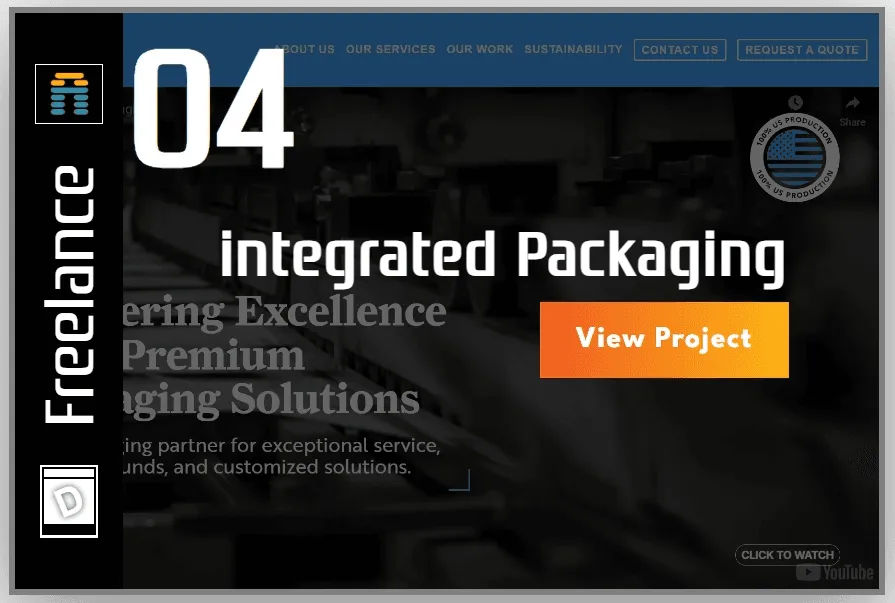 ABOUT US OUR SERVICES OUR WORK SUSTAINABILITY CONTACT US REQUEST A QUOTE
04
Share
100% US PRODUCTION
100% US PRODUCTION
Freelance
integrated Packaging
View Project
ering Excellence
Premium
aging Solutions
ing partner for exceptional service,
unds, and customized solutions.
D
CLICK TO WATCH
YouTube